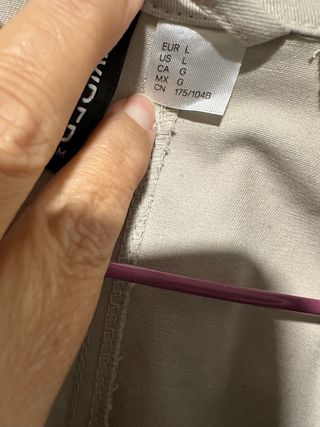 EUR L
US L
CA G
MX G
CN 175/104B